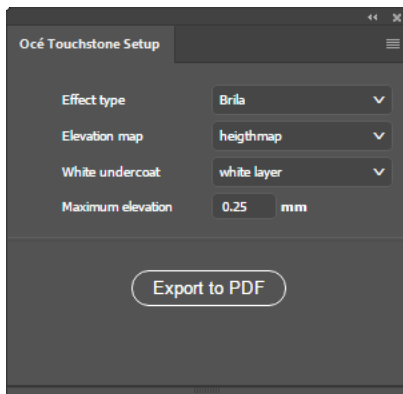 Océ Touchstone Setup
Effect type Brila
Elevation map heigthmap
White undercoat white layer
Maximum elevation 0.25 mm
Export to PDF